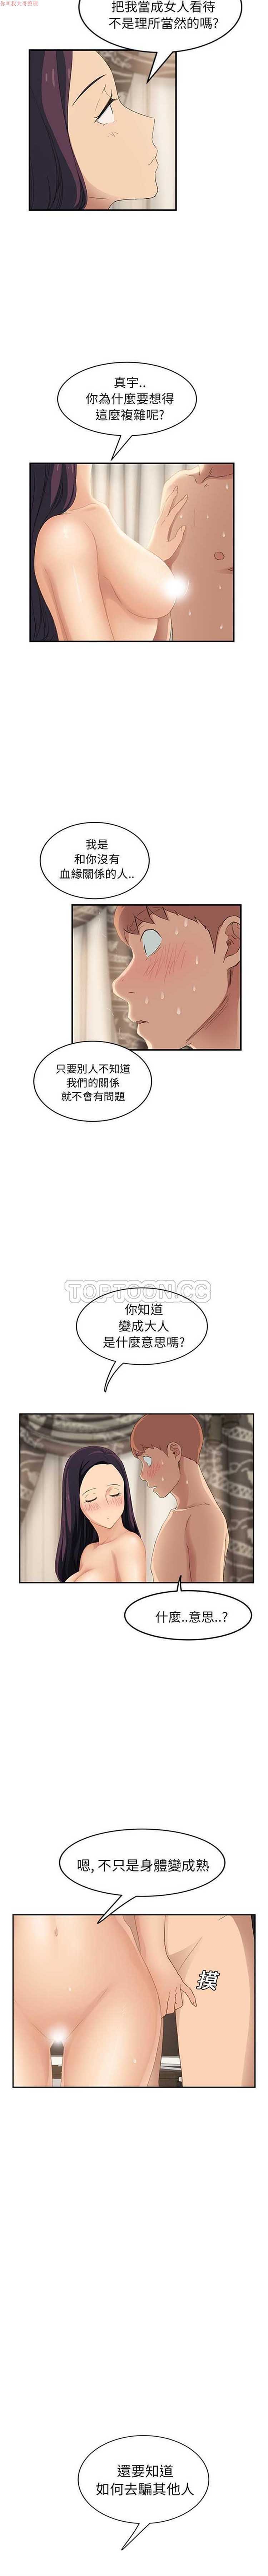 把我當成女人看待
不是理所當然的嗎?
真宇..
你為什麼要想得
這麼複雜呢?
我是
和你沒有
血緣關係的人..
只要別人不知道
我們的關係
就不會有問題
TOPTOON.CC
你知道
變成大人
是什麼意思嗎?
什麼..意思..?
嗯, 不只是身體變成熟
摸
還要知道
如何去騙其他人